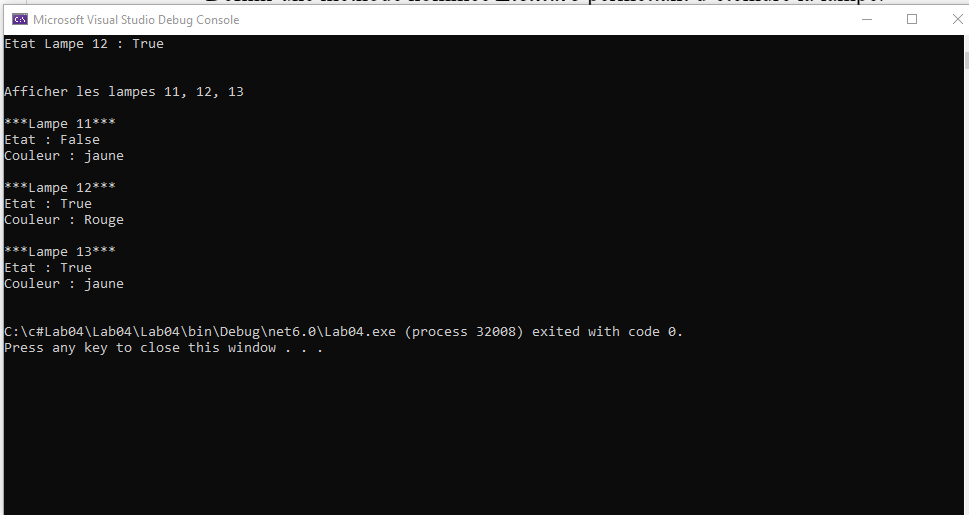 Microsoft Visual Studio Debug Console
Etat Lampe 12 : True
Afficher les lampes 11, 12, 13
***Lampe 11***
Etat : False
Couleur : jaune
***Lampe 12***
Etat : True
Couleur : Rouge
***Lampe 13***
Etat : True
Couleur : jaune
C:\c#Lab04\Lab04\Lab04\bin\Debug\net6.0\Lab04.exe (process 32008) exited with code 0.
Press any key to close this window . . .